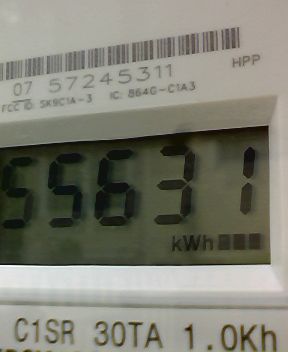 HPP
07 57245311
FCC ID: SK9C1A-3 IC: 864G-C1A3
55631
kWh
C1SR 30TA 1.0Kh